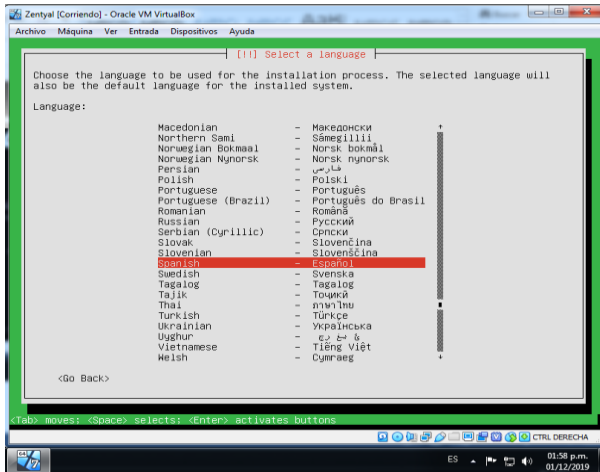 Zentyal [Corriendo] - Oracle VM VirtualBox
Archivo Máquina Ver Entrada Dispositivos Ayuda
[!!] Select a language
Choose the language to be used for the installation process. The selected language will
also be the default language for the installed system.
Language:
Macedonian - Македонски
Northern Sami - Sámegillii
Norwegian Bokmaal - Norsk bokmål
Norwegian Nynorsk - Norsk nynorsk
Persian - فارسی
Polish - Polski
Portuguese - Português
Portuguese (Brazil) - Português do Brasil
Romanian - Română
Russian - Русский
Serbian (Cyrillic) - Српски
Slovak - Slovenčina
Slovenian - Slovenščina
Spanish - Español
Swedish - Svenska
Tagalog - Tagalog
Tajik - Тоҷикӣ
Thai - ภาษาไทย
Turkish - Türkçe
Ukrainian - Українська
Uyghur -
Vietnamese - Tiếng Việt
Welsh - Cymraeg
<Go Back>
<Tab> moves; <Space> selects; <Enter> activates buttons
CTRL DERECHA
ES
01:58 p.m.
01/12/2019